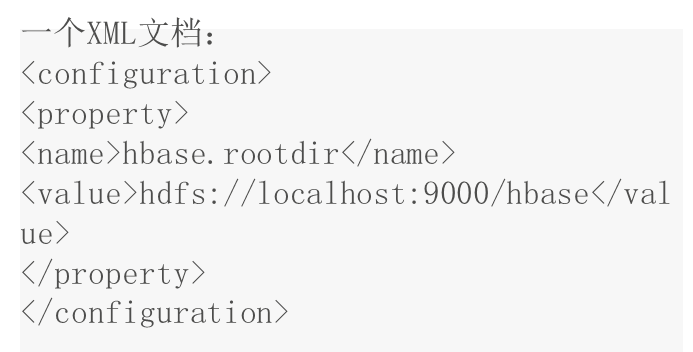 一个XML文档：
<configuration>
<property>
<name>hbase.rootdir</name>
<value>hdfs://localhost:9000/hbase</val
ue>
</property>
</configuration>